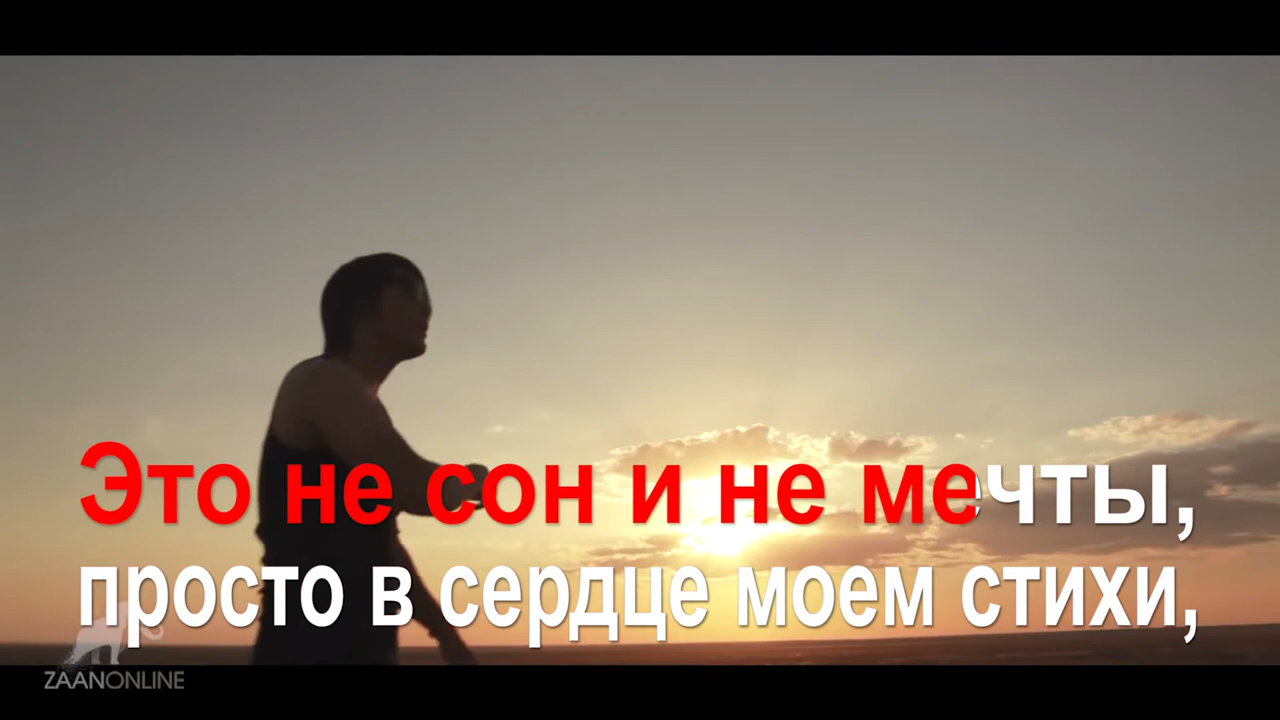 Это не сон и не мечты,
просто в сердце моем стихи,
ZAANONLINE